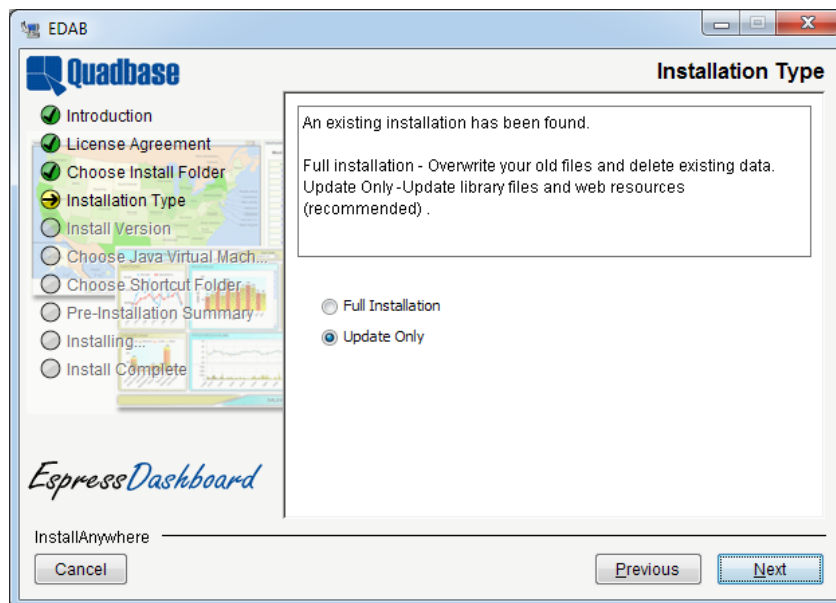 EDAB
Quadbase
Installation Type
Introduction
License Agreement
Choose Install Folder
Installation Type
Install Version
Choose Java Virtual Mach...
Choose Shortcut Folder
Pre-Installation Summary
Installing...
Install Complete
An existing installation has been found.
Full installation - Overwrite your old files and delete existing data.
Update Only -Update library files and web resources
(recommended) .
Full Installation
Update Only
EspressDashboard
InstallAnywhere
Cancel
Previous
Next